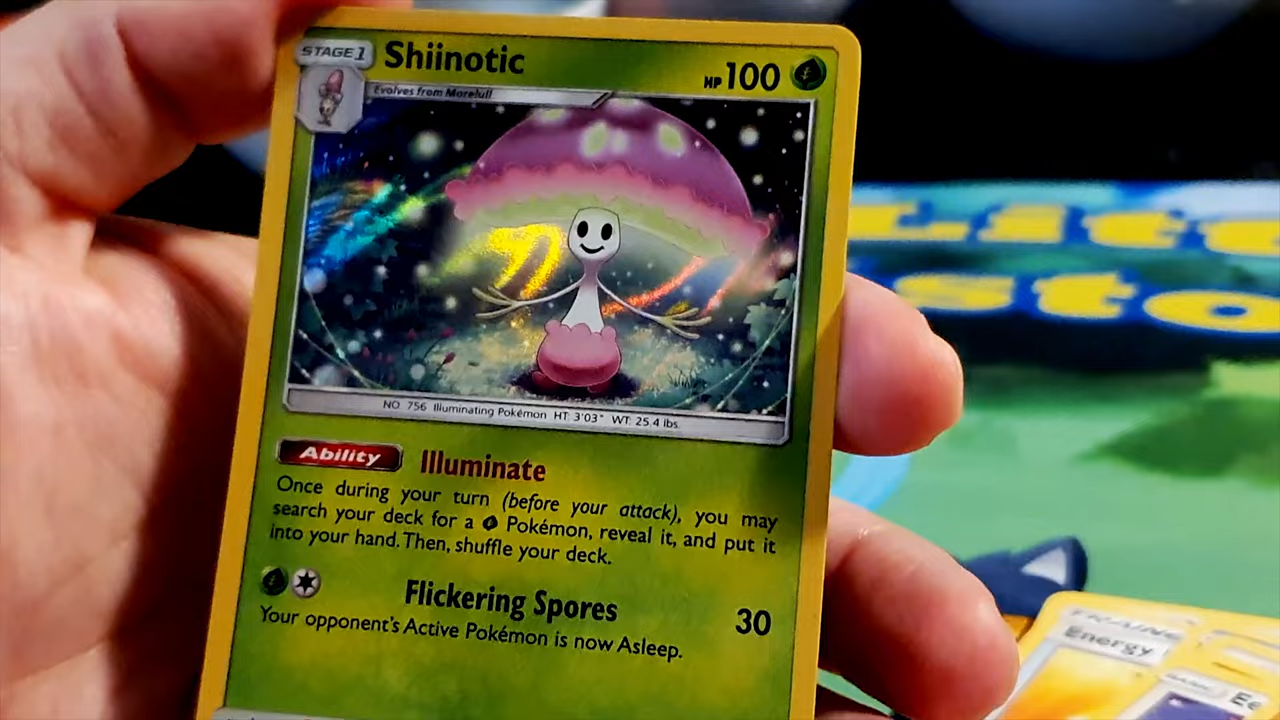 STAGE 1
Shiinotic
HP 100
Evolves from Morelull
NO 756 Illuminating Pokémon HT: 3'03" WT: 25.4 lbs.
Ability Illuminate
Once during your turn (before your attack), you may
search your deck for a Pokémon, reveal it, and put it
into your hand. Then, shuffle your deck.
Flickering Spores 30
Your opponent's Active Pokémon is now Asleep.
Energy